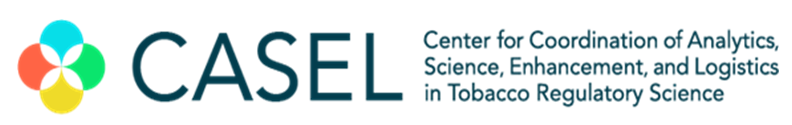 CASEL
Center for Coordination of Analytics,
Science, Enhancement, and Logistics
in Tobacco Regulatory Science